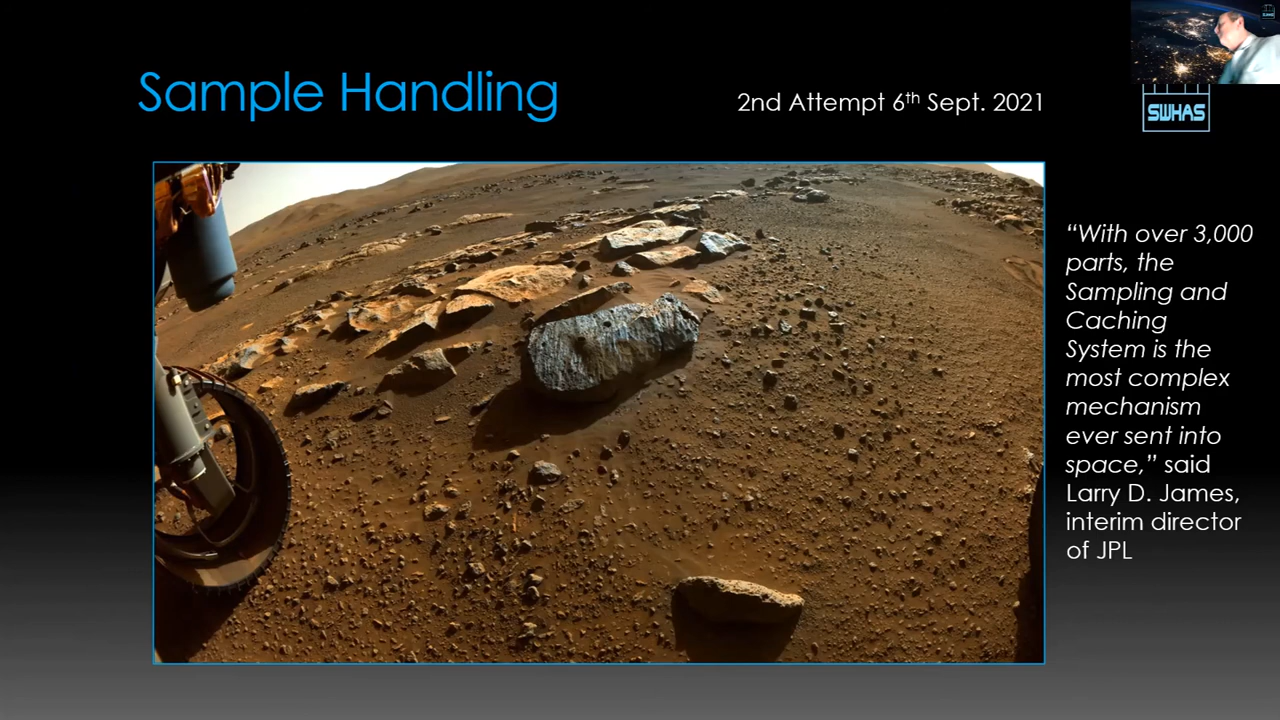 Sample Handling
2nd Attempt 6th Sept. 2021
SWHAS
“With over 3,000
parts, the
Sampling and
Caching
System is the
most complex
mechanism
ever sent into
space,” said
Larry D. James,
interim director
of JPL